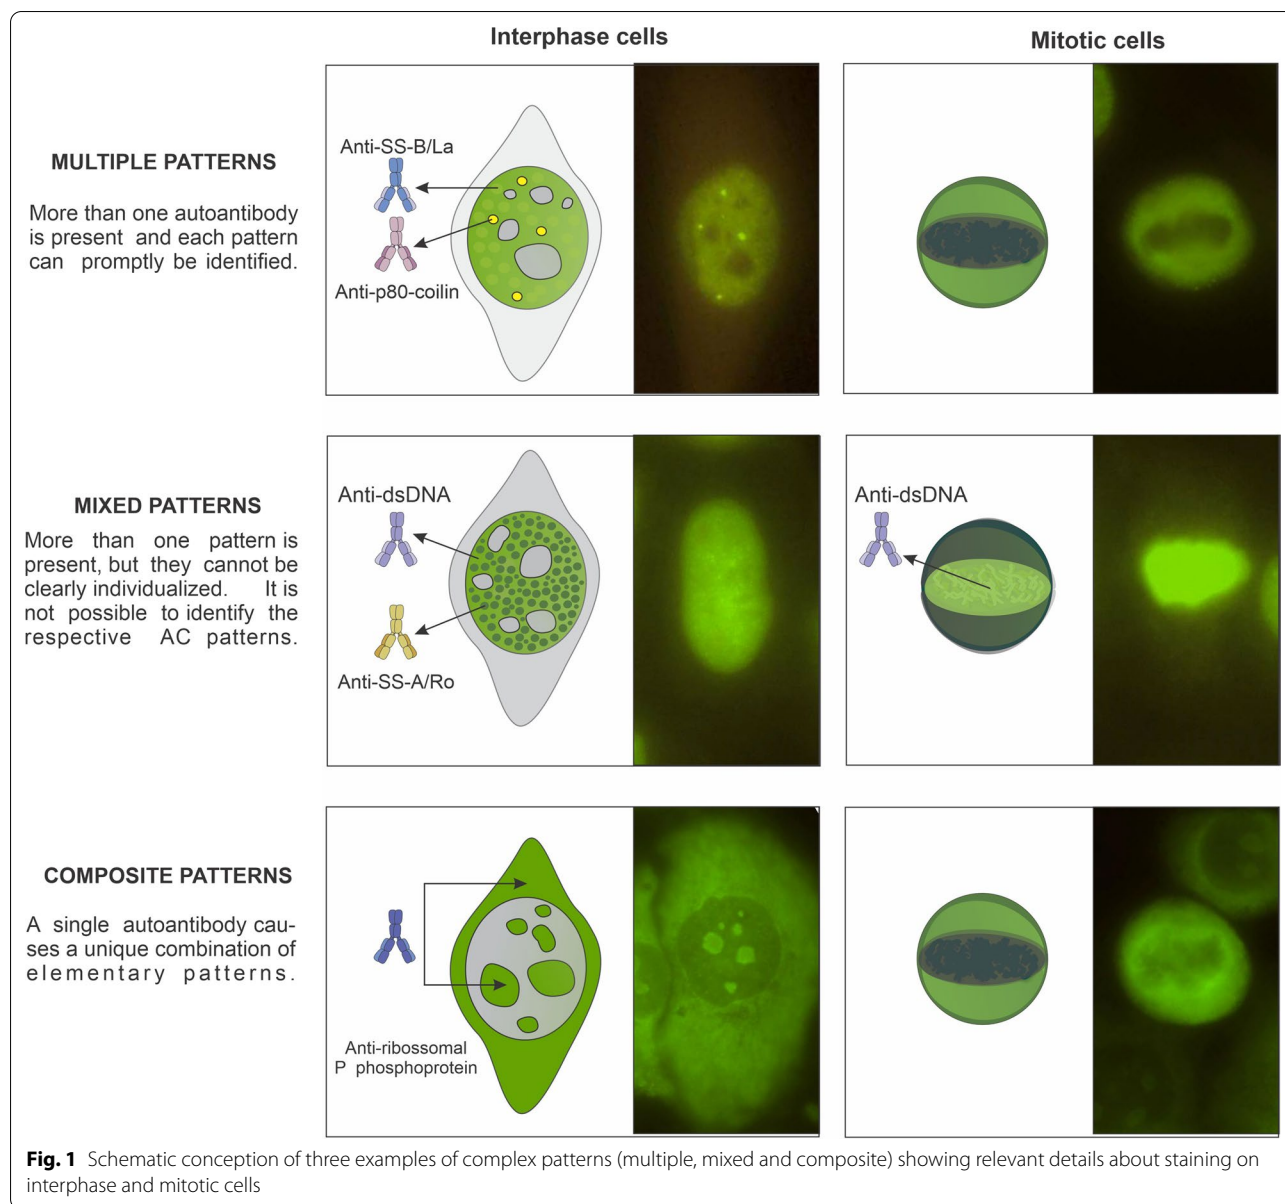 Interphase cells
Mitotic cells
MULTIPLE PATTERNS
More than one autoantibody
is present and each pattern
can promptly be identified.
Anti-SS-B/La
Anti-p80-coilin
MIXED PATTERNS
More than one pattern is
present, but they cannot be
clearly individualized. It is
not possible to identify the
respective AC patterns.
Anti-dsDNA
Anti-SS-A/Ro
Anti-dsDNA
COMPOSITE PATTERNS
A single autoantibody cau-
ses a unique combination of
elementary patterns.
Anti-ribossomal
P phosphoprotein
Fig. 1 Schematic conception of three examples of complex patterns (multiple, mixed and composite) showing relevant details about staining on
interphase and mitotic cells